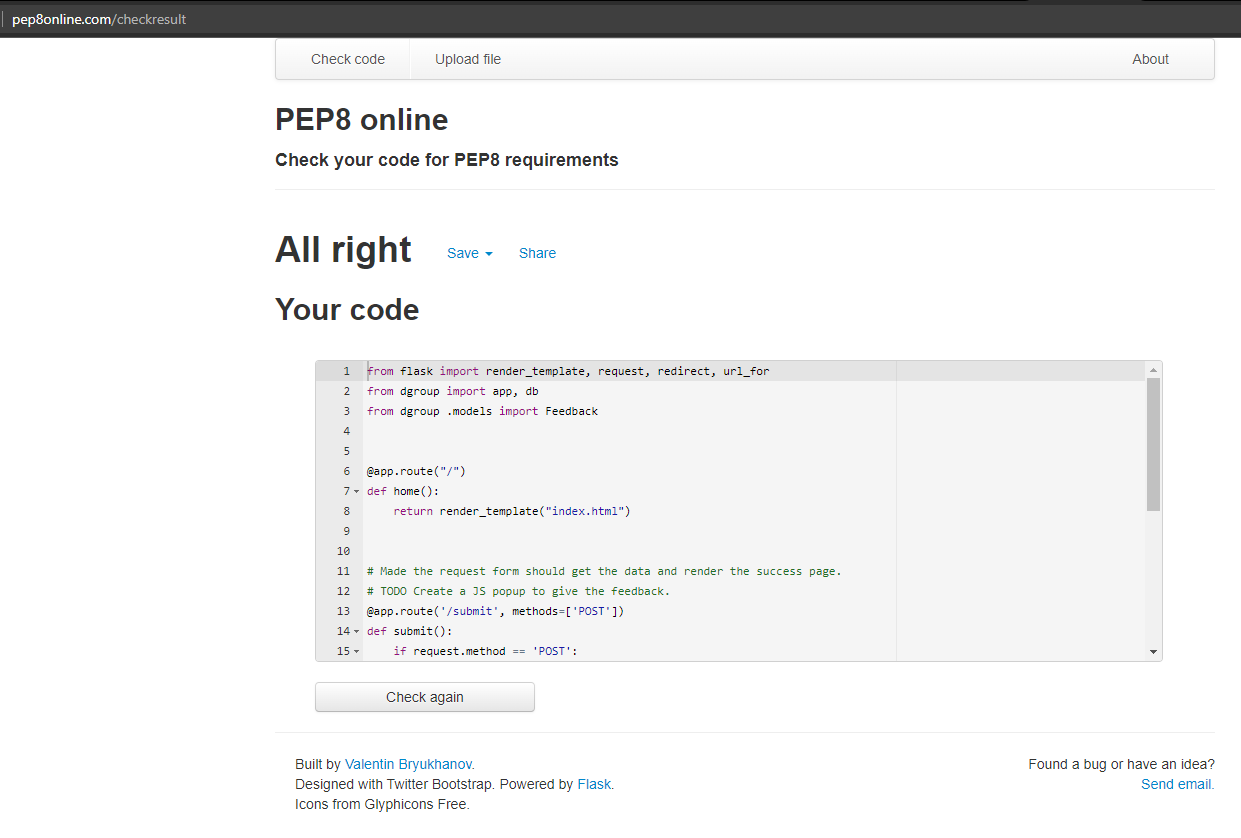 pep8online.com/checkresult
Check code Upload file About
PEP8 online
Check your code for PEP8 requirements
All right Save Share
Your code
1 from flask import render_template, request, redirect, url_for
2 from dgroup import app, db
3 from dgroup .models import Feedback
4
5
6 @app.route("/")
7 def home():
8 return render_template("index.html")
9
10
11 # Made the request form should get the data and render the success page.
12 # TODO Create a JS popup to give the feedback.
13 @app.route('/submit', methods=['POST'])
14 def submit():
15 if request.method == 'POST':
Check again
Built by Valentin Bryukhanov. Found a bug or have an idea?
Designed with Twitter Bootstrap. Powered by Flask. Send email.
Icons from Glyphicons Free.